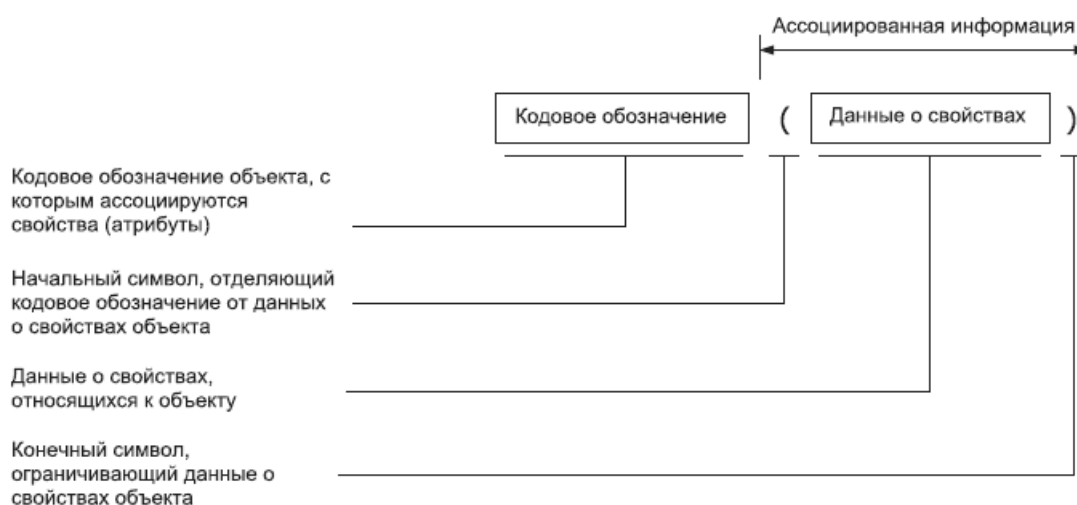 Ассоциированная информация
Кодовое обозначение ( Данные о свойствах )
Кодовое обозначение объекта, с
которым ассоциируются
свойства (атрибуты)
Начальный символ, отделяющий
кодовое обозначение от данных
о свойствах объекта
Данные о свойствах,
относящихся к объекту
Конечный символ,
ограничивающий данные о
свойствах объекта